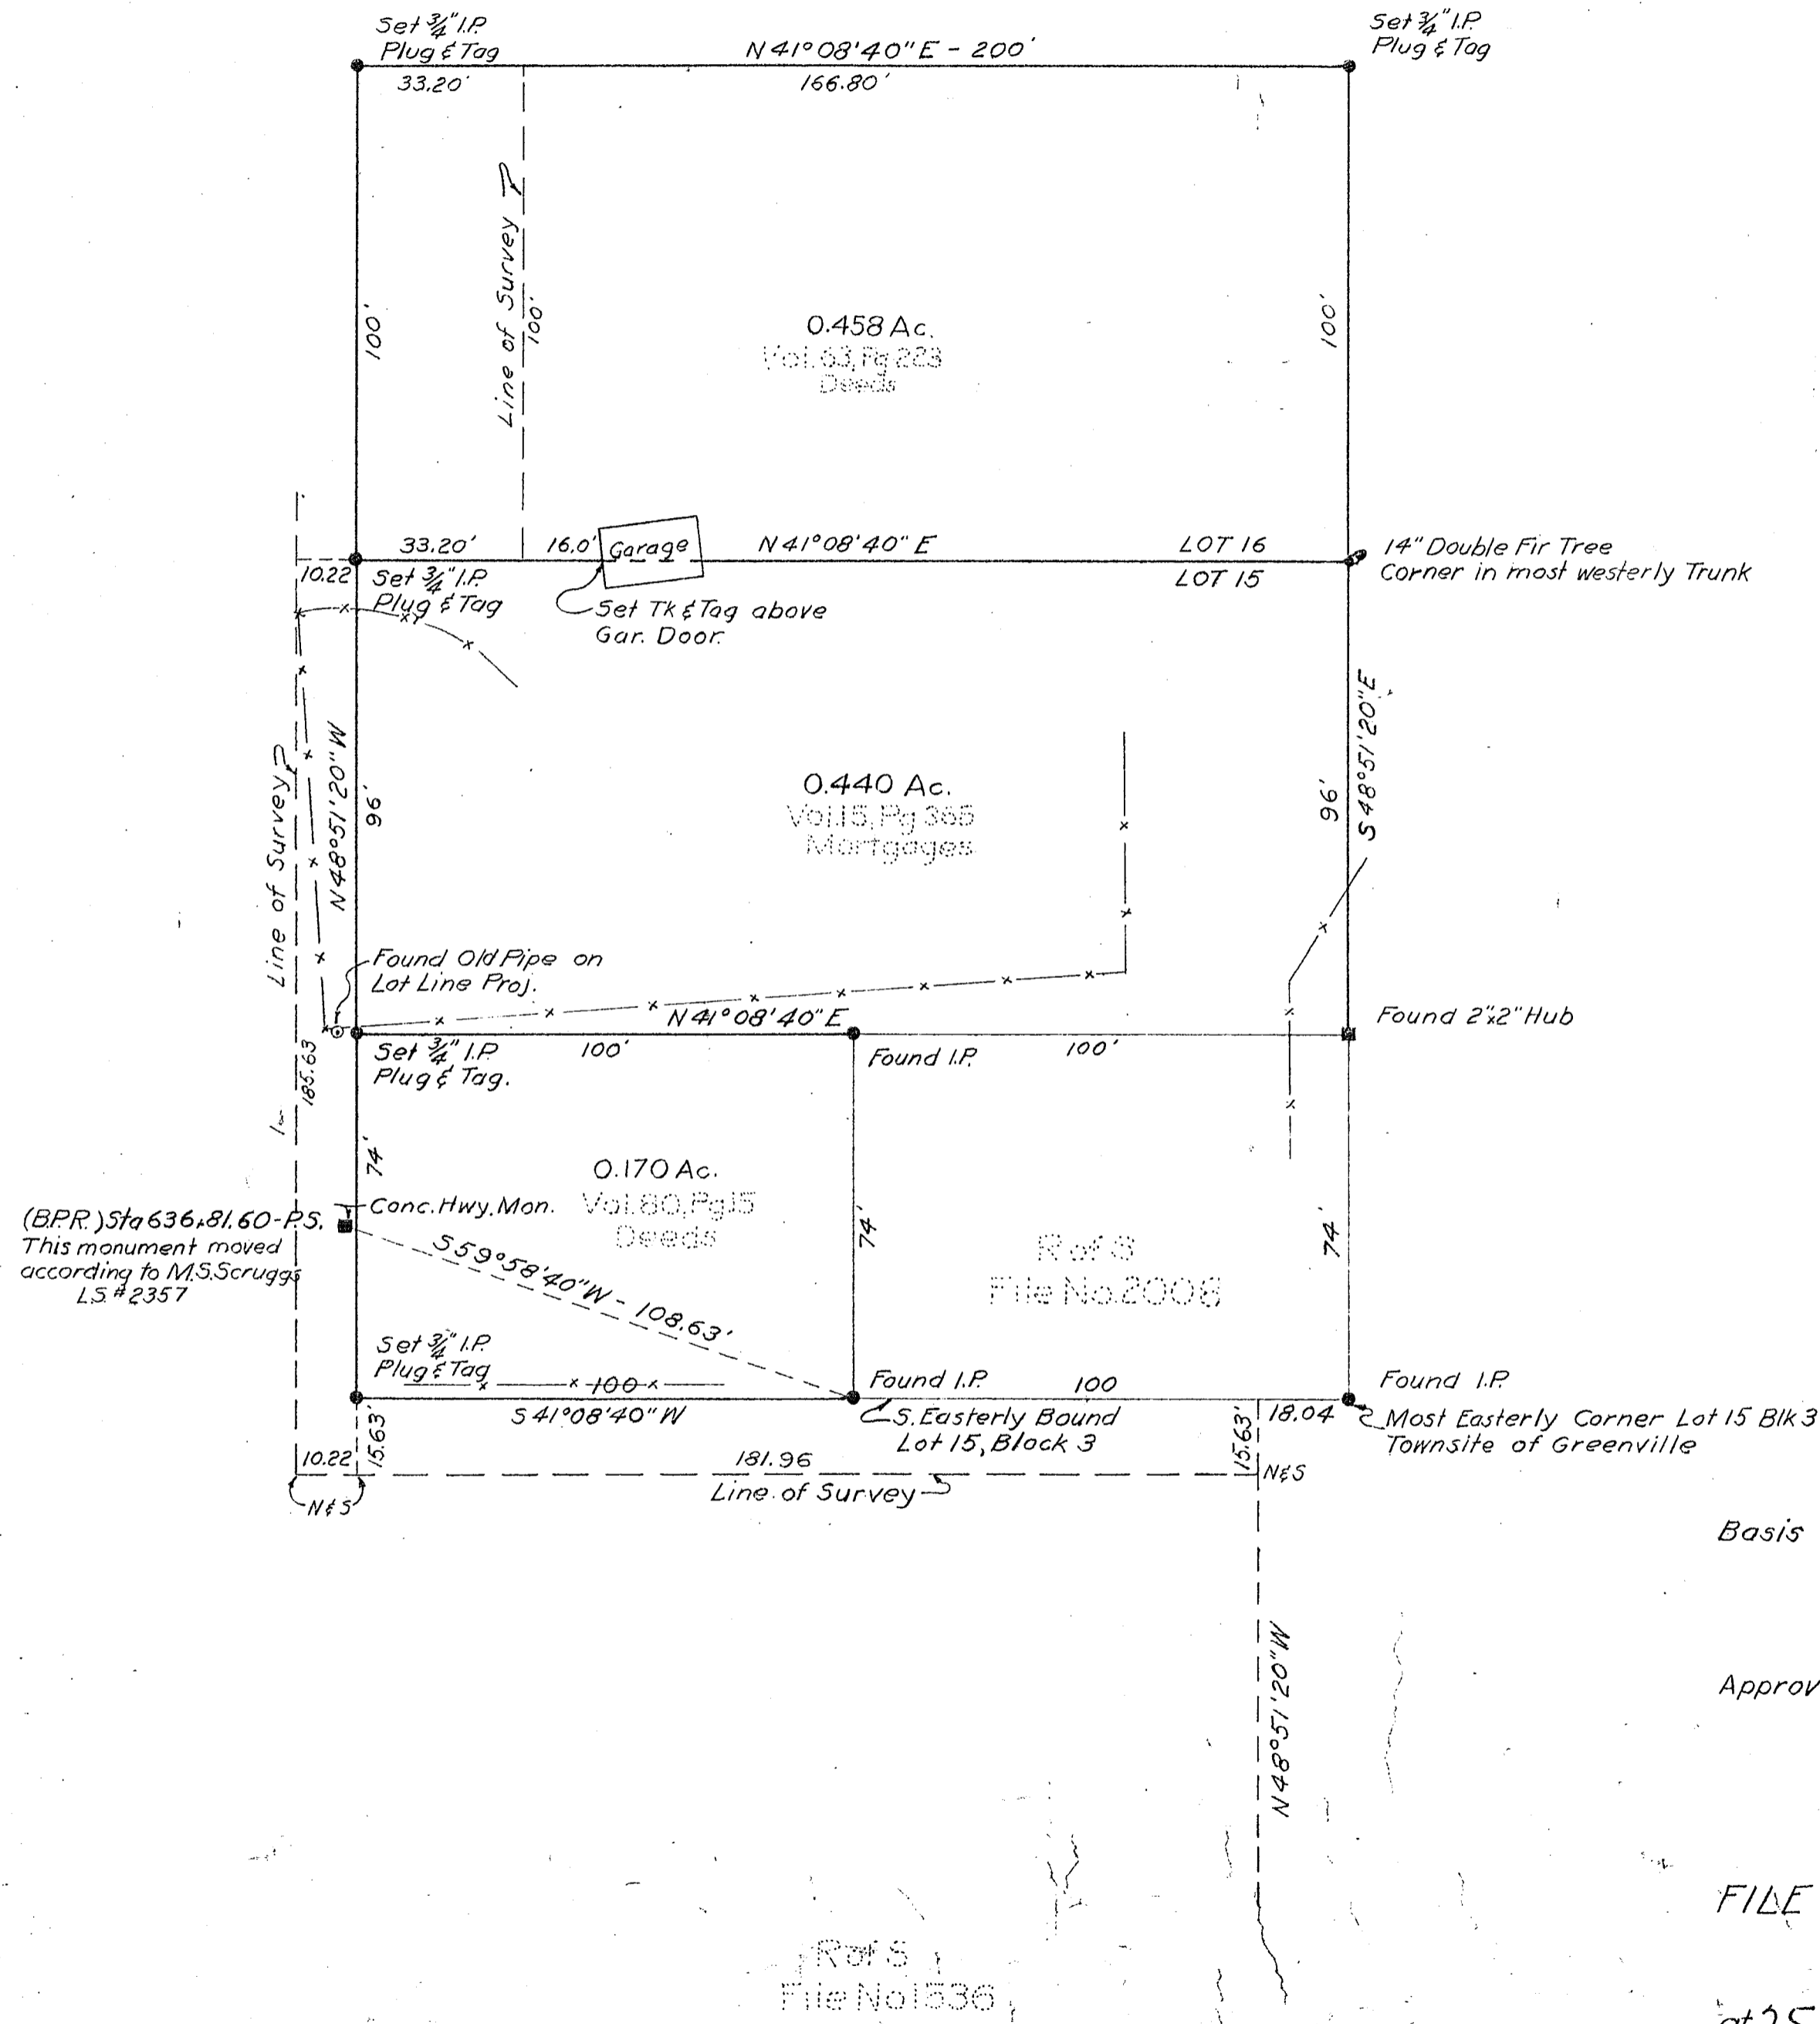 Set 3/4" I.P.
Plug & Tag
N 41° 08' 40" E - 200'
Set 3/4" I.P.
Plug & Tag
33.20'
166.80'
Line of Survey
100'
100'
100'
0.458 Ac.
Vol. 63, Pg 223
Deeds
33.20'
16.0'
Garage
N 41° 08' 40" E
LOT 16
LOT 15
14" Double Fir Tree
Corner in most westerly Trunk
10.22
Set 3/4" I.P.
Plug & Tag
Set Tk & Tag above
Gar. Door.
Line of Survey
N 48° 51' 20" W
96'
0.440 Ac.
Vol. 15, Pg 365
Mortgages
96'
S 48° 51' 20" E
Found Old Pipe on
Lot Line Proj.
N 41° 08' 40" E
Found 2"x2" Hub
185.63
Set 3/4" I.P.
Plug & Tag.
100'
Found I.P.
100'
74'
0.170 Ac.
Vol. 80, Pg 15
Deeds
Conc. Hwy. Mon.
(B.P.R.) Sta 636+81.60-P.S.
This monument moved
according to M.S. Scruggs
L.S. #2357
S 59° 58' 40" W - 108.63'
74'
R of S
File No. 2008
74'
Set 3/4" I.P.
Plug & Tag
100
Found I.P.
100
Found I.P.
S 41° 08' 40" W
S. Easterly Bound
Lot 15, Block 3
18.04
Most Easterly Corner Lot 15 Blk 3
Townsite of Greenville
10.22
15.63'
181.96
15.63'
N & S
Line of Survey
N & S
Basis
Approv
N 48° 51' 20" W
FILE
R of S
File No 1536
at 25